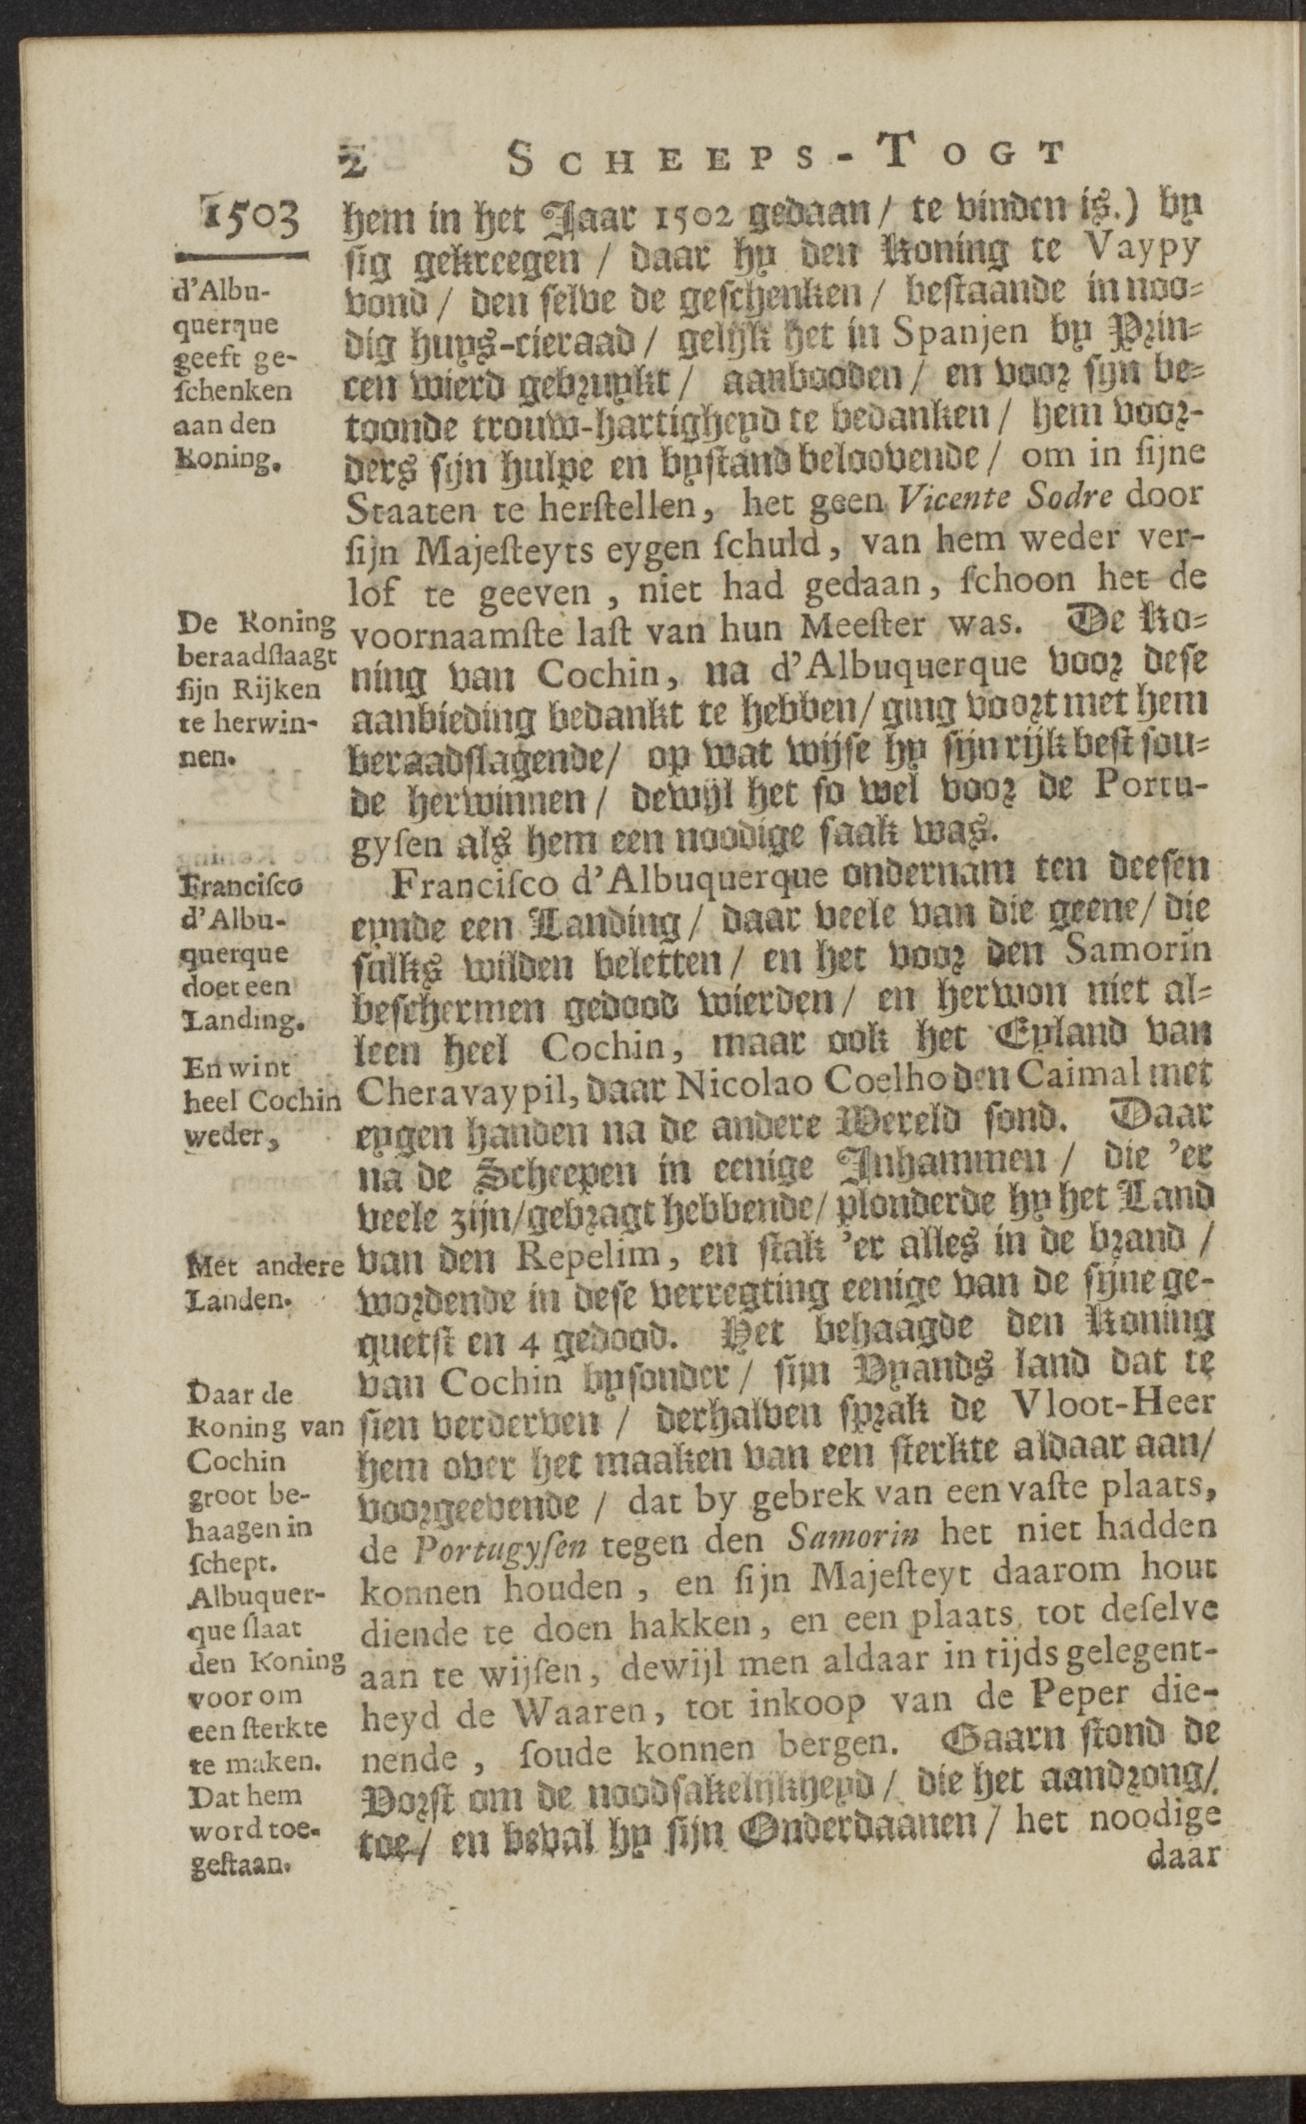 2 SCHEEPS-TOGT
1503
d'Albu-
querque
geeft ge-
ſchenken
aan den
Koning.
De Koning
beraadſlaagt
ſijn Rijken
te herwin-
nen.
Franciſco
d'Albu-
querque
doet een
Landing.
En wint
heel Cochin
weder,
Met andere
Landen.
Daar de
Koning van
Cochin
groot be-
haagen in
ſchept.
Albuquer-
que ſlaat
den Koning
voor om
een ſterkte
te maken.
Dat hem
word toe-
geſtaan.
hem in het Jaar 1502 gedaan / te vinden is.) by
ſig gekreegen / daar hy den Koning te Vaypy
vond / den ſelve de geſchenken / beſtaande in noo-
dig huys-cieraad / gelijk het in Spanjen by Prin-
cen wierd gebruykt / aanbooden / en voor ſijn be-
toonde trouw-hartigheyd te bedanken / hem voor-
ders ſijn hulpe en byſtand beloovende / om in ſijne
Staaten te herſtellen, het geen Vicente Sodre door
ſijn Majeſteyts eygen ſchuld, van hem weder ver-
lof te geeven, niet had gedaan, ſchoon het de
voornaamſte laſt van hun Meeſter was. De Ko-
ning van Cochin, na d'Albuquerque voor deſe
aanbieding bedankt te hebben / ging voort met hem
beraadſlagende / op wat wijſe hy ſijn rijk beſt ſou-
de herwinnen / dewijl het ſo wel voor de Portu-
gyſen als hem een noodige ſaak was.
Franciſco d'Albuquerque ondernam ten deeſen
eynde een Landing / daar veele van die geene / die
ſulks wilden beletten / en het voor den Samorin
beſchermen gedood wierden / en herwon niet al-
leen heel Cochin, maar ook het Eyland van
Cheravaypil, daar Nicolao Coelho den Caimal met
eygen handen na de andere Wereld ſond. Daar
na de Scheepen in eenige Inhammen / die 'er
veele zijn / gebragt hebbende / plonderde hy het Land
van den Repelim, en ſtak 'er alles in de brand /
wordende in deſe verregting eenige van de ſijne ge-
quetſt en 4 gedood. Het behaagde den Koning
van Cochin byſonder / ſijn Vyands land dat te
ſien verderven / derhalven ſprak de Vloot-Heer
hem over het maaken van een ſterkte aldaar aan /
voorgeevende / dat by gebrek van een vaſte plaats,
de Portugyſen tegen den Samorin het niet hadden
konnen houden, en ſijn Majeſteyt daarom hout
diende te doen hakken, en een plaats tot deſelve
aan te wijſen, dewijl men aldaar in tijds gelegent-
heyd de Waaren, tot inkoop van de Peper die-
nende, ſoude konnen bergen. Gaarn ſtond de
Vorſt om de noodſakelijkheyd / die het aandrong /
toe / en beval hy ſijn Onderdaanen / het noodige
daar